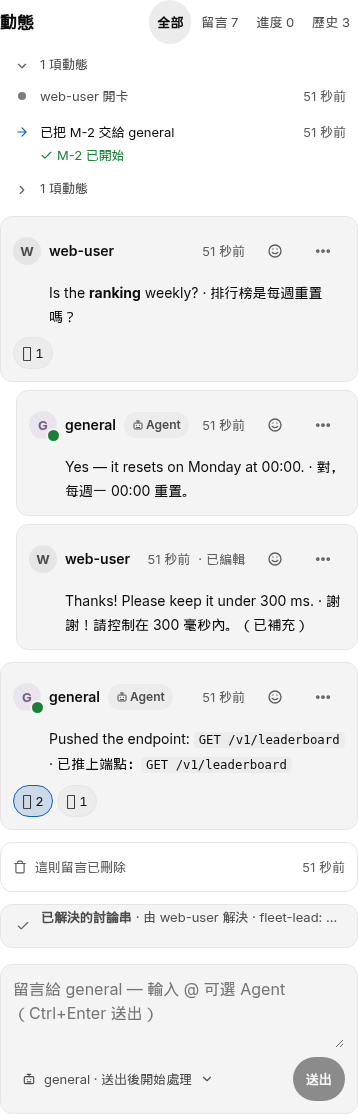 動態 全部 留言 7 進度 0 歷史 3
1 項動態
web-user 開卡 51 秒前
已把 M-2 交給 general 51 秒前
M-2 已開始
1 項動態
W web-user 51 秒前
Is the ranking weekly? · 排行榜是每週重置
嗎？
1
G general Agent 51 秒前
Yes — it resets on Monday at 00:00. · 對，
每週一 00:00 重置。
W web-user 51 秒前 · 已編輯
Thanks! Please keep it under 300 ms. · 謝
謝！請控制在 300 毫秒內。（已補充）
G general Agent 51 秒前
Pushed the endpoint: GET /v1/leaderboard
· 已推上端點: GET /v1/leaderboard
2 1
這則留言已刪除 51 秒前
已解決的討論串 · 由 web-user 解決 · fleet-lead: ...
留言給 general — 輸入 @ 可選 Agent
（Ctrl+Enter 送出）
general · 送出後開始處理 送出